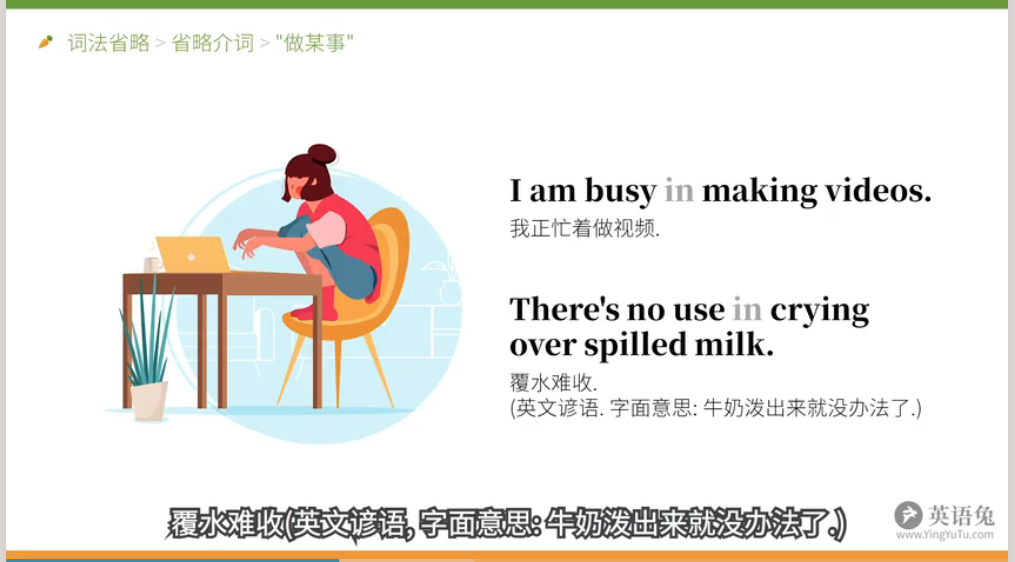 词法省略 > 省略介词 > "做某事"
I am busy in making videos.
我正忙着做视频.
There's no use in crying
over spilled milk.
覆水难收.
(英文谚语. 字面意思: 牛奶泼出来就没办法了.)
覆水难收(英文谚语, 字面意思: 牛奶泼出来就没办法了.)
英语兔
www.YingYuTu.com